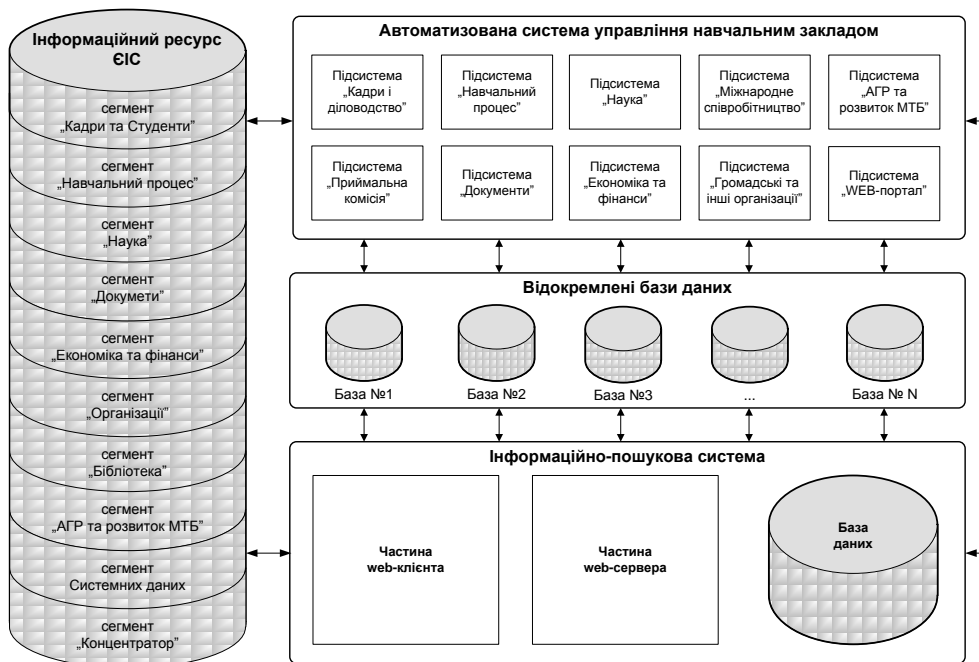 Інформаційний ресурс
ЄІС
сегмент
„Кадри та Студенти”
сегмент
„Навчальний процес”
сегмент
„Наука”
сегмент
„Докумети”
сегмент
„Економіка та фінанси”
сегмент
„Організації”
сегмент
„Бібліотека”
сегмент
„АГР та розвиток МТБ”
сегмент
Системних даних
сегмент
„Концентратор”
Автоматизована система управління навчальним закладом
Підсистема
„Кадри і
діловодство”
Підсистема
„Навчальний
процес”
Підсистема
„Наука”
Підсистема
„Міжнародне
співробітництво”
Підсистема
„АГР та
розвиток МТБ”
Підсистема
„Приймальна
комісія”
Підсистема
„Документи”
Підсистема
„Економіка та
фінанси”
Підсистема
„Громадські та
інші організації”
Підсистема
„WEB-портал”
Відокремлені бази даних
База №1
База №2
База №3
...
База № N
Інформаційно-пошукова система
Частина
web-клієнта
Частина
web-сервера
База
даних